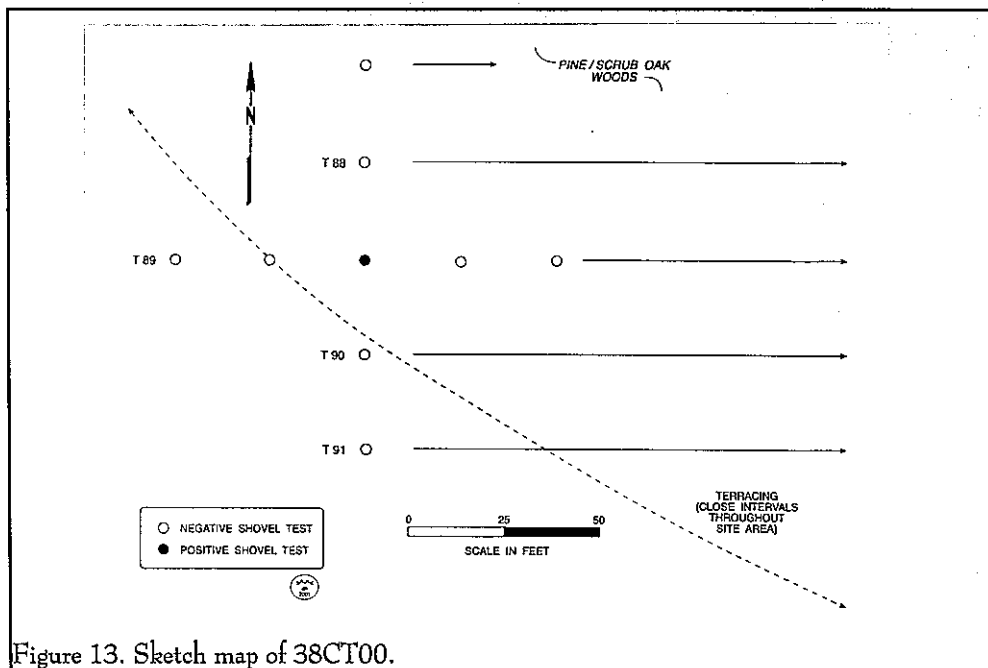 N
PINE/SCRUB OAK
WOODS
T 88
T 89
T 90
T 91
TERRACING
(CLOSE INTERVALS
THROUGHOUT
SITE AREA)
NEGATIVE SHOVEL TEST
POSITIVE SHOVEL TEST
0 25 50
SCALE IN FEET
Figure 13. Sketch map of 38CT00.